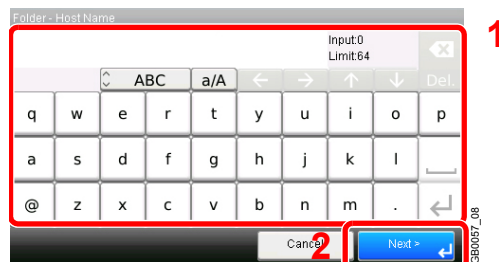 Folder - Host Name
1
Input:0
Limit:64
ABC a/A Del.
q w e r t y u i o p
a s d f g h j k l
@ z x c v b n m .
Cancel 2 Next >
GB0057_08